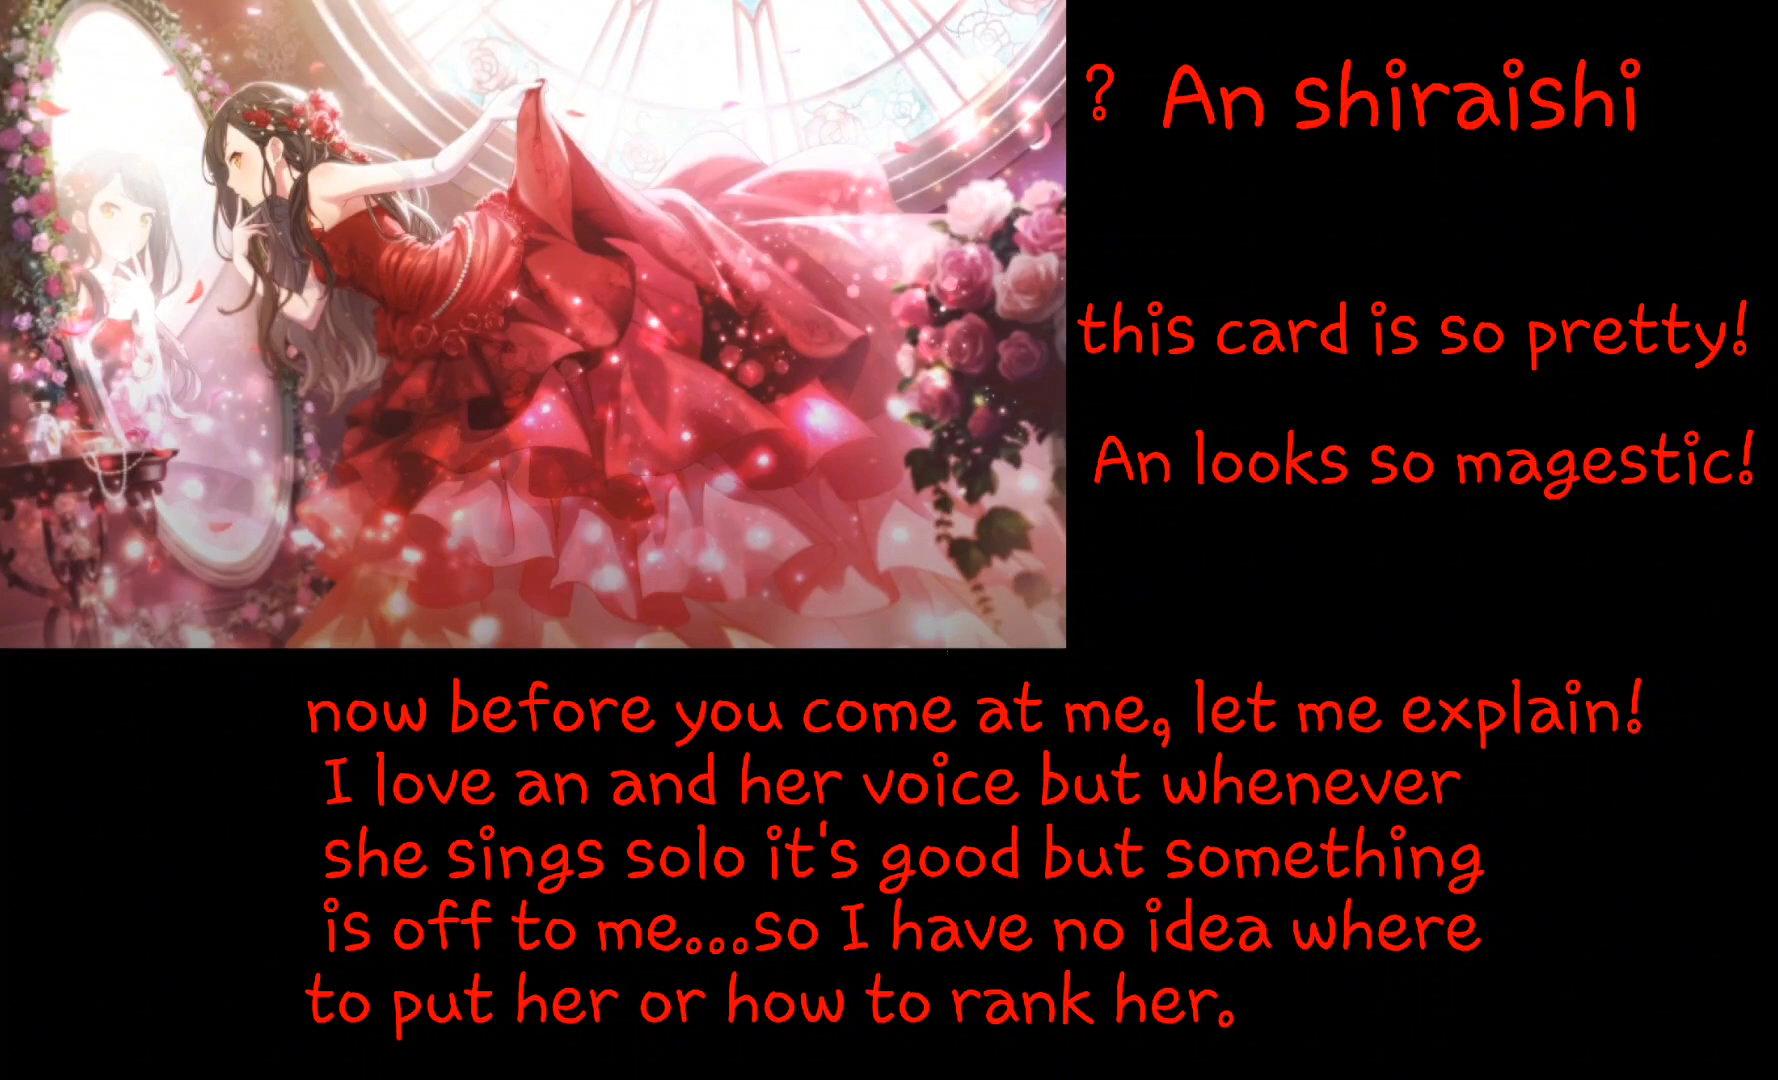 ? An shiraishi
this card is so pretty!
An looks so magestic!
now before you come at me, let me explain!
I love an and her voice but whenever
she sings solo it's good but something
is off to me...so I have no idea where
to put her or how to rank her.